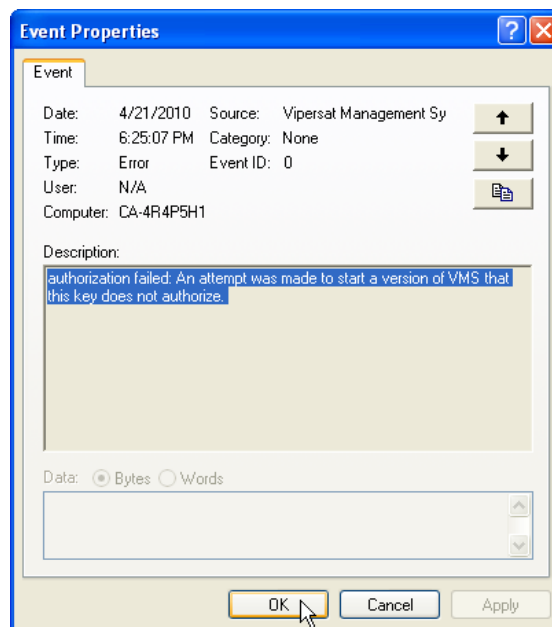 Event Properties
Event
Date: 4/21/2010 Source: Vipersat Management Sy
Time: 6:25:07 PM Category: None
Type: Error Event ID: 0
User: N/A
Computer: CA-4R4P5H1
Description:
authorization failed: An attempt was made to start a version of VMS that
this key does not authorize.
Data: Bytes Words
OK Cancel Apply